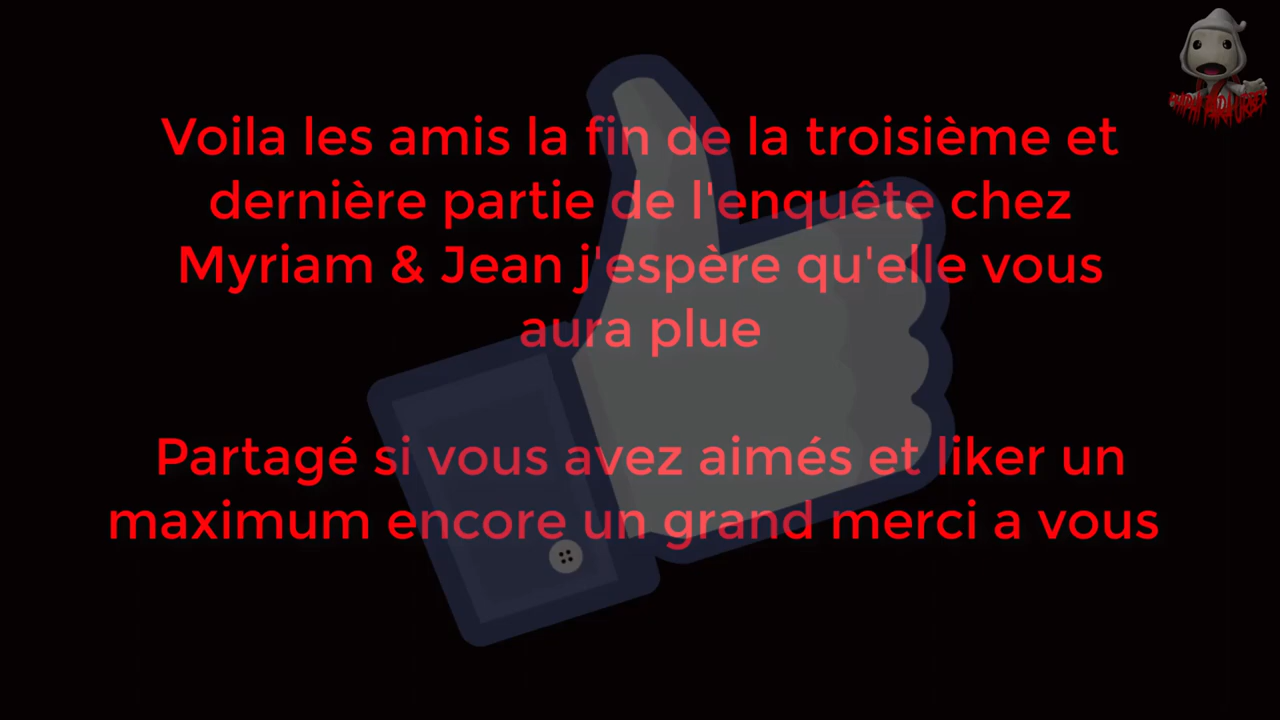 Voila les amis la fin de la troisième et
dernière partie de l'enquête chez
Myriam & Jean j'espère qu'elle vous
aura plue
Partagé si vous avez aimés et liker un
maximum encore un grand merci a vous